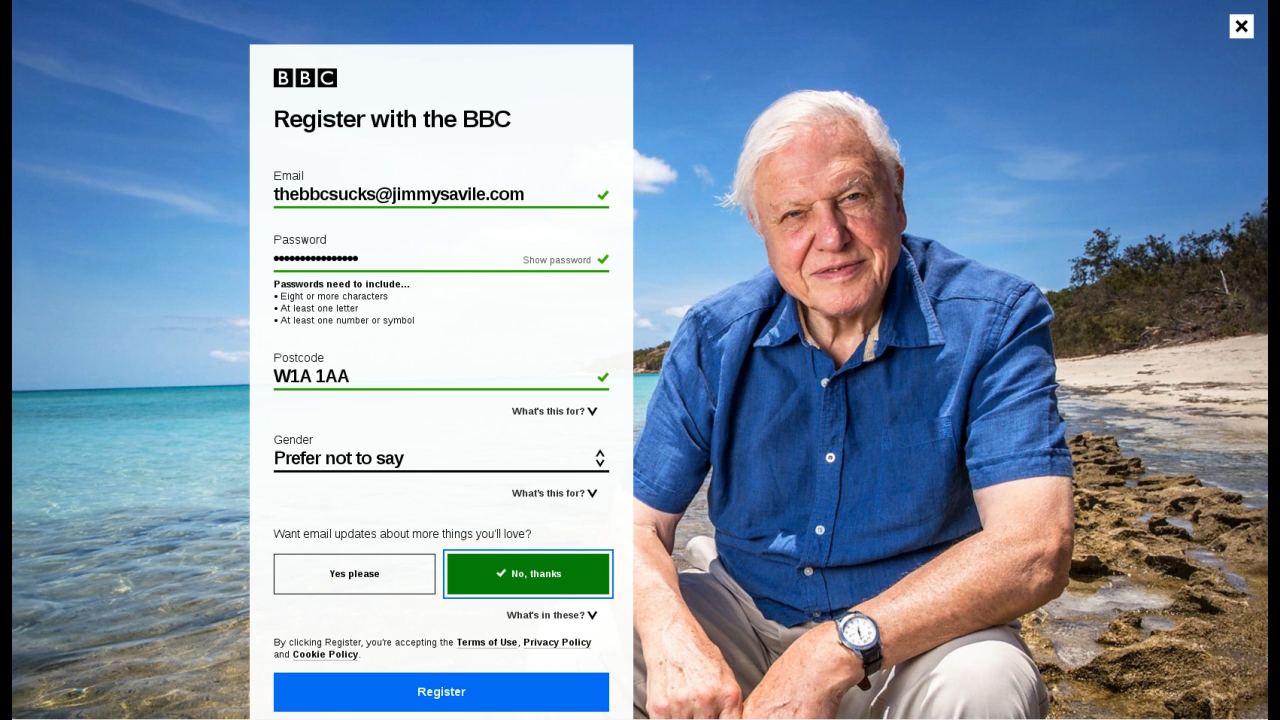 BBC
Register with the BBC
Email
thebbcsucks@jimmysavile.com
Password
••••••••••••••••
Show password
Passwords need to include...
• Eight or more characters
• At least one letter
• At least one number or symbol
Postcode
W1A 1AA
What's this for?
Gender
Prefer not to say
What's this for?
Want email updates about more things you'll love?
Yes please
No, thanks
What's in these?
By clicking Register, you're accepting the Terms of Use, Privacy Policy
and Cookie Policy.
Register